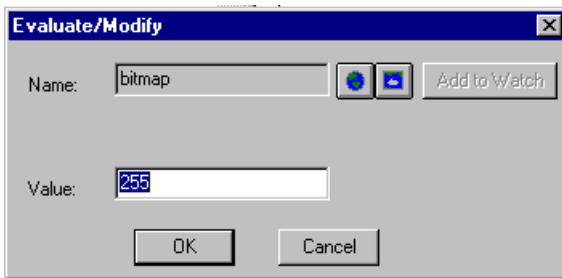 Evaluate/Modify
Name: bitmap Add to Watch
Value: 255
OK Cancel